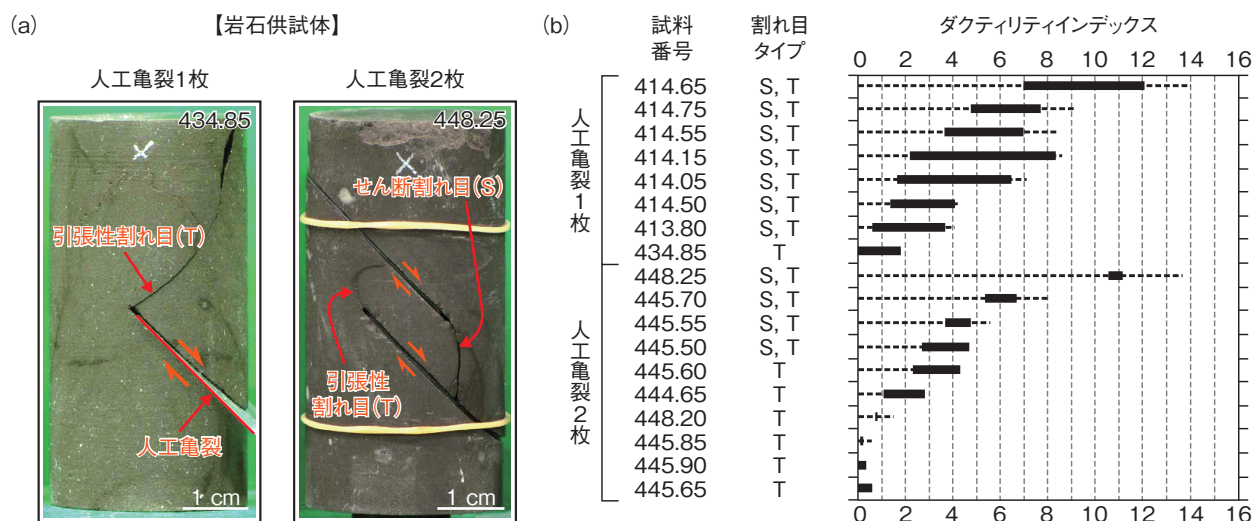 (a)
【岩石供試体】
人工亀裂1枚
人工亀裂2枚
434.85
引張性割れ目(T)
人工亀裂
1 cm
448.25
せん断割れ目(S)
引張性
割れ目(T)
1 cm
(b)
試料
番号
割れ目
タイプ
ダクティリティインデックス
0 2 4 6 8 10 12 14 16
人工亀裂1枚
414.65 S, T
414.75 S, T
414.55 S, T
414.15 S, T
414.05 S, T
414.50 S, T
413.80 S, T
434.85 T
人工亀裂2枚
448.25 S, T
445.70 S, T
445.55 S, T
445.50 S, T
445.60 T
444.65 T
448.20 T
445.85 T
445.90 T
445.65 T
0 2 4 6 8 10 12 14 16